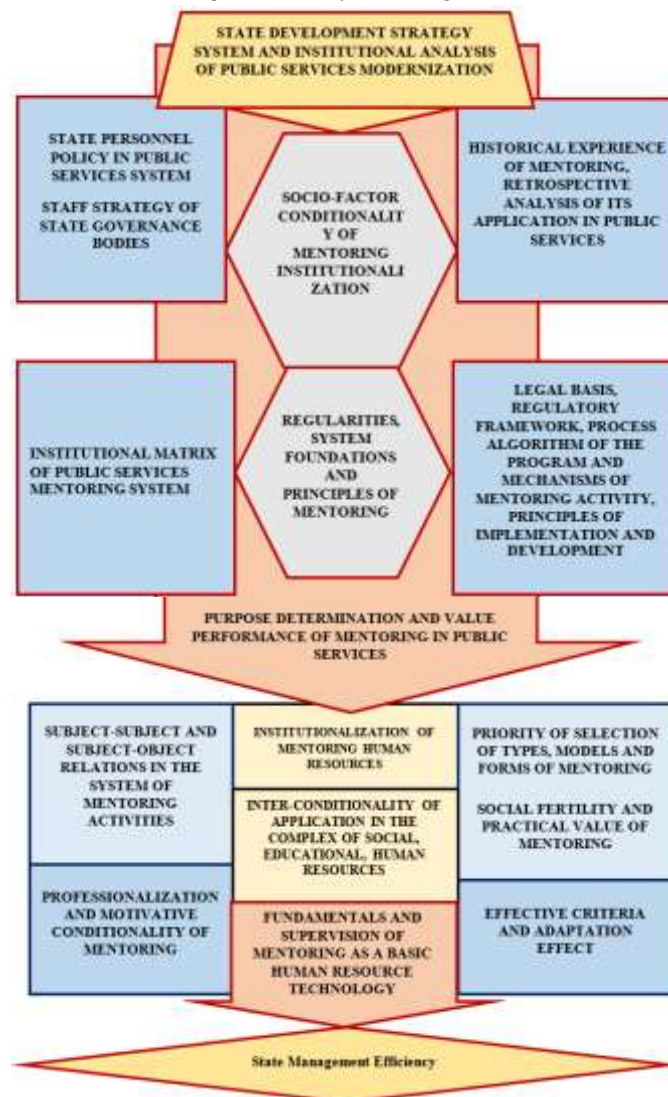 STATE DEVELOPMENT STRATEGY
SYSTEM AND INSTITUTIONAL ANALYSIS
OF PUBLIC SERVICES MODERNIZATION
STATE PERSONNEL
POLICY IN PUBLIC
SERVICES SYSTEM
STAFF STRATEGY OF
STATE GOVERNANCE
BODIES
SOCIO-FACTOR
CONDITIONALIT
Y OF
MENTORING
INSTITUTIONALI
ZATION
HISTORICAL EXPERIENCE
OF MENTORING,
RETROSPECTIVE
ANALYSIS OF ITS
APPLICATION IN PUBLIC
SERVICES
INSTITUTIONAL MATRIX
OF PUBLIC SERVICES
MENTORING SYSTEM
REGULARITIES,
SYSTEM
FOUNDATIONS
AND
PRINCIPLES OF
MENTORING
LEGAL BASIS,
REGULATORY
FRAMEWORK, PROCESS
ALGORITHM OF THE
PROGRAM AND
MECHANISMS OF
MENTORING ACTIVITY,
PRINCIPLES OF
IMPLEMENTATION AND
DEVELOPMENT
PURPOSE DETERMINATION AND VALUE
PERFORMANCE OF MENTORING IN PUBLIC
SERVICES
SUBJECT-SUBJECT AND
SUBJECT-OBJECT
RELATIONS IN THE
SYSTEM OF
MENTORING
ACTIVITIES
INSTITUTIONALIZATION OF
MENTORING HUMAN
RESOURCES
PRIORITY OF SELECTION
OF TYPES, MODELS AND
FORMS OF MENTORING
SOCIAL FERTILITY AND
PRACTICAL VALUE OF
MENTORING
INTER-CONDITIONALITY OF
APPLICATION IN THE
COMPLEX OF SOCIAL,
EDUCATIONAL, HUMAN
RESOURCES
PROFESSIONALIZATION
AND MOTIVATIVE
CONDITIONALITY OF
MENTORING
FUNDAMENTALS AND
SUPERVISION OF
MENTORING AS A BASIC
HUMAN RESOURCE
TECHNOLOGY
EFFECTIVE CRITERIA
AND ADAPTATION
EFFECT
State Management Efficiency